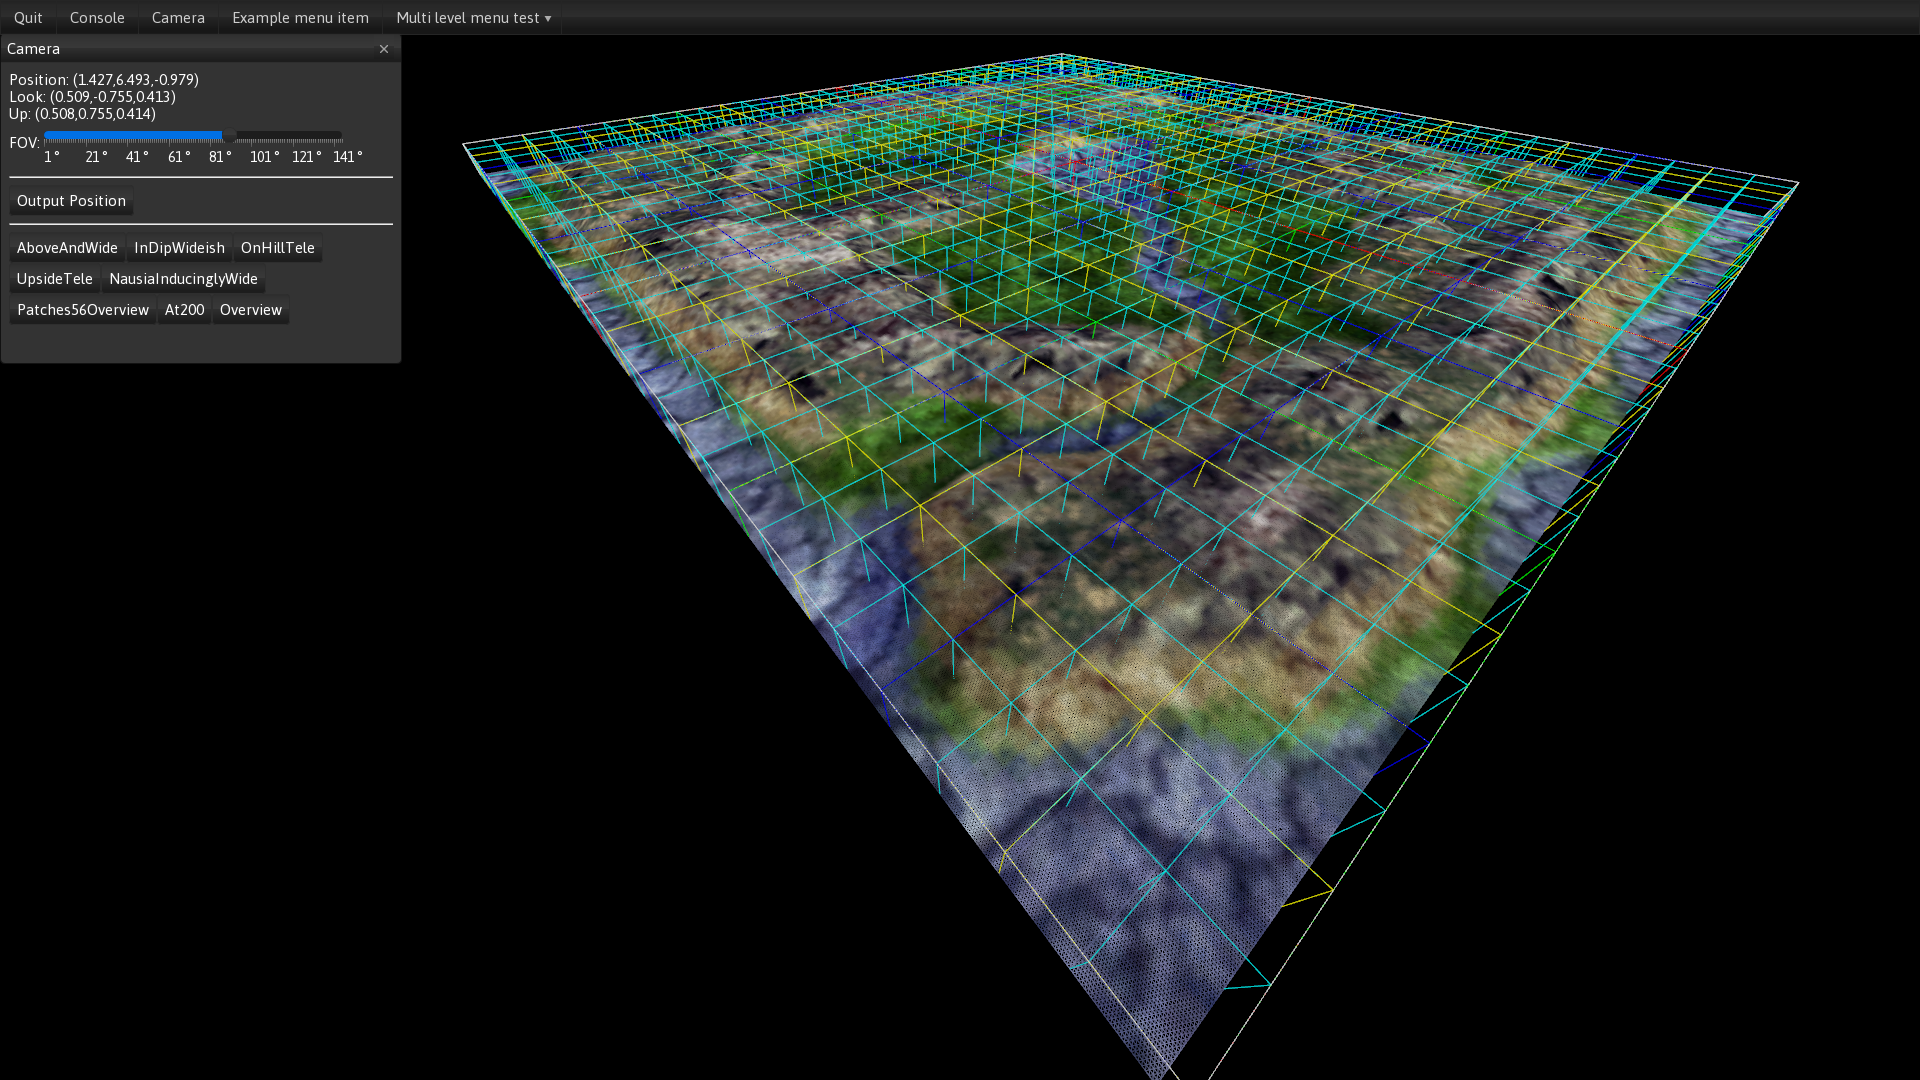 Quit Console Camera Example menu item Multi level menu test ▾
Camera ×
Position: (1.427,6.493,-0.979)
Look: (0.509,-0.755,0.413)
Up: (0.508,0.755,0.414)
FOV:
1° 21° 41° 61° 81° 101° 121° 141°
Output Position
AboveAndWide InDipWideish OnHillTele
UpsideTele NausiaInducinglyWide
Patches56Overview At200 Overview